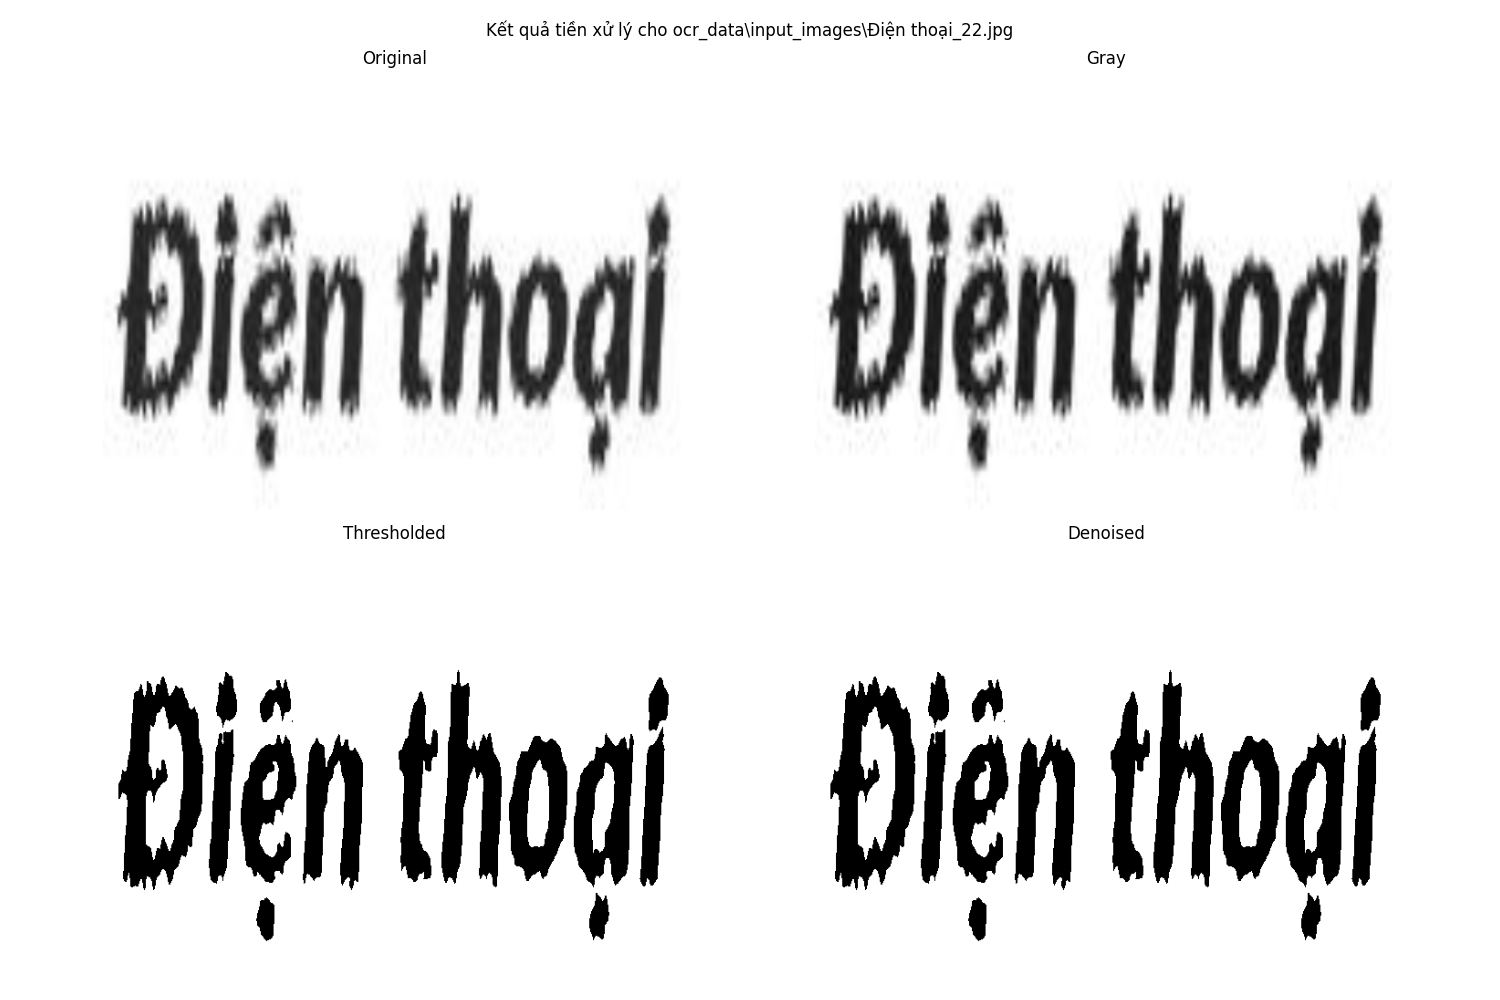 Kết quả tiền xử lý cho ocr_data\input_images\Điện thoại_22.jpg
Original
Gray
Điện thoại
Điện thoại
Thresholded
Denoised
Điện thoại
Điện thoại